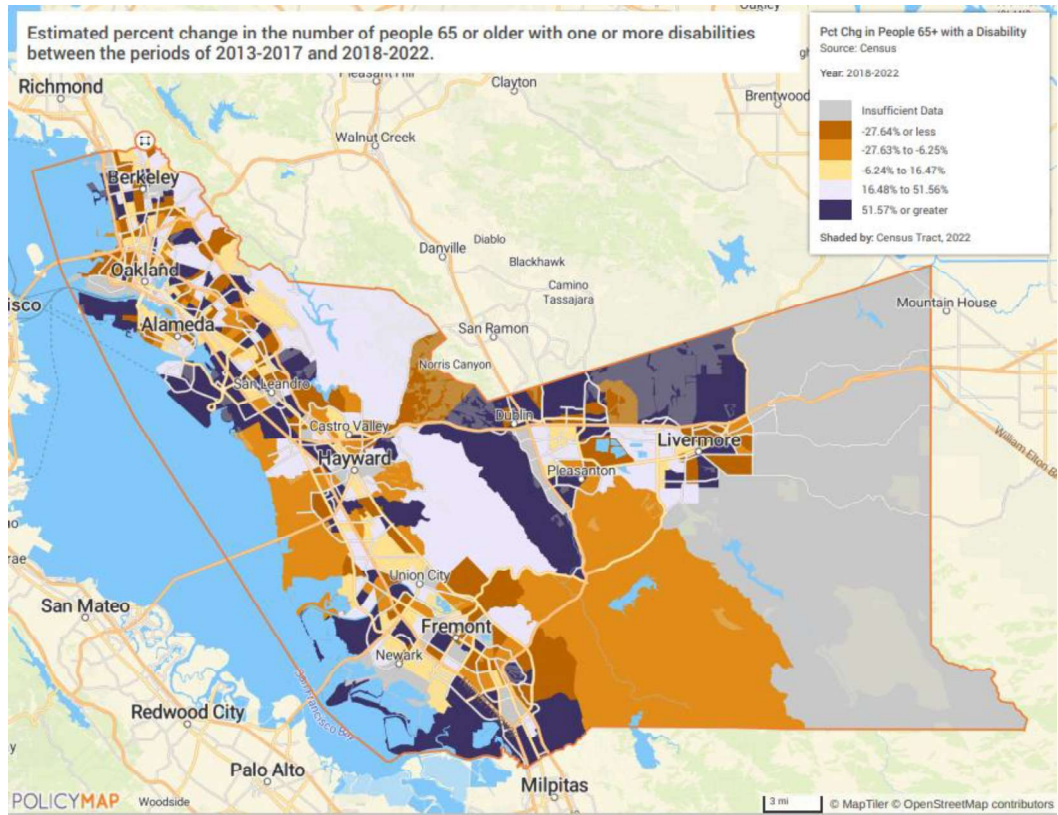 Estimated percent change in the number of people 65 or older with one or more disabilities
between the periods of 2013-2017 and 2018-2022.
Pct Chg in People 65+ with a Disability
Source: Census
Year: 2018-2022
Insufficient Data
-27.64% or less
-27.63% to -6.25%
-6.24% to 16.47%
16.48% to 51.56%
51.57% or greater
Shaded by: Census Tract, 2022
Richmond
Clayton
Brentwood
Walnut Creek
Berkeley
Danville
Diablo
Blackhawk
Oakland
Camino
Tassajara
isco
Mountain House
Alameda
San Ramon
Norris Canyon
San Leandro
Dublin
Castro Valley
Livermore
Hayward
Pleasanton
Union City
San Mateo
Fremont
Newark
San Francisco Bay
Redwood City
Palo Alto
Milpitas
POLICYMAP
Woodside
3 mi
© MapTiler © OpenStreetMap contributors